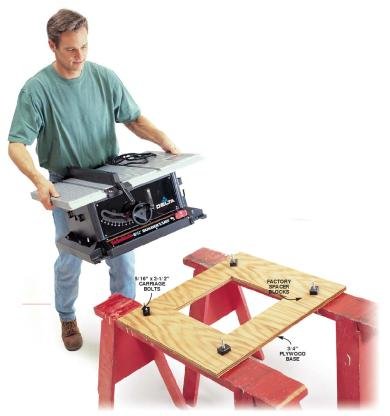 DELTA
5/16" x 2-1/2"
CARRIAGE
BOLTS
FACTORY
SPACER
BLOCKS
3/4"
PLYWOOD
BASE